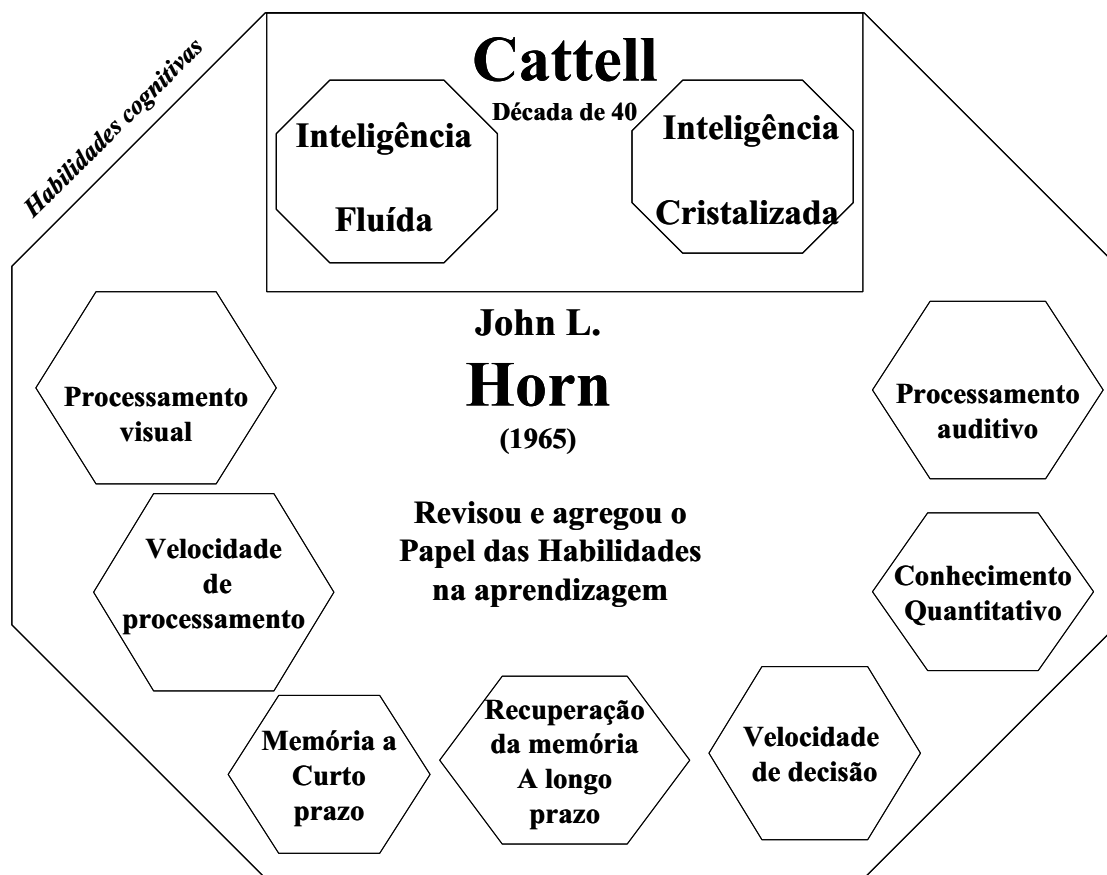 Habilidades cognitivas
Cattell
Década de 40
Inteligência
Fluída
Inteligência
Cristalizada
John L.
Horn
(1965)
Revisou e agregou o
Papel das Habilidades
na aprendizagem
Processamento
visual
Processamento
auditivo
Velocidade
de
processamento
Conhecimento
Quantitativo
Memória a
Curto
prazo
Recuperação
da memória
A longo
prazo
Velocidade
de decisão